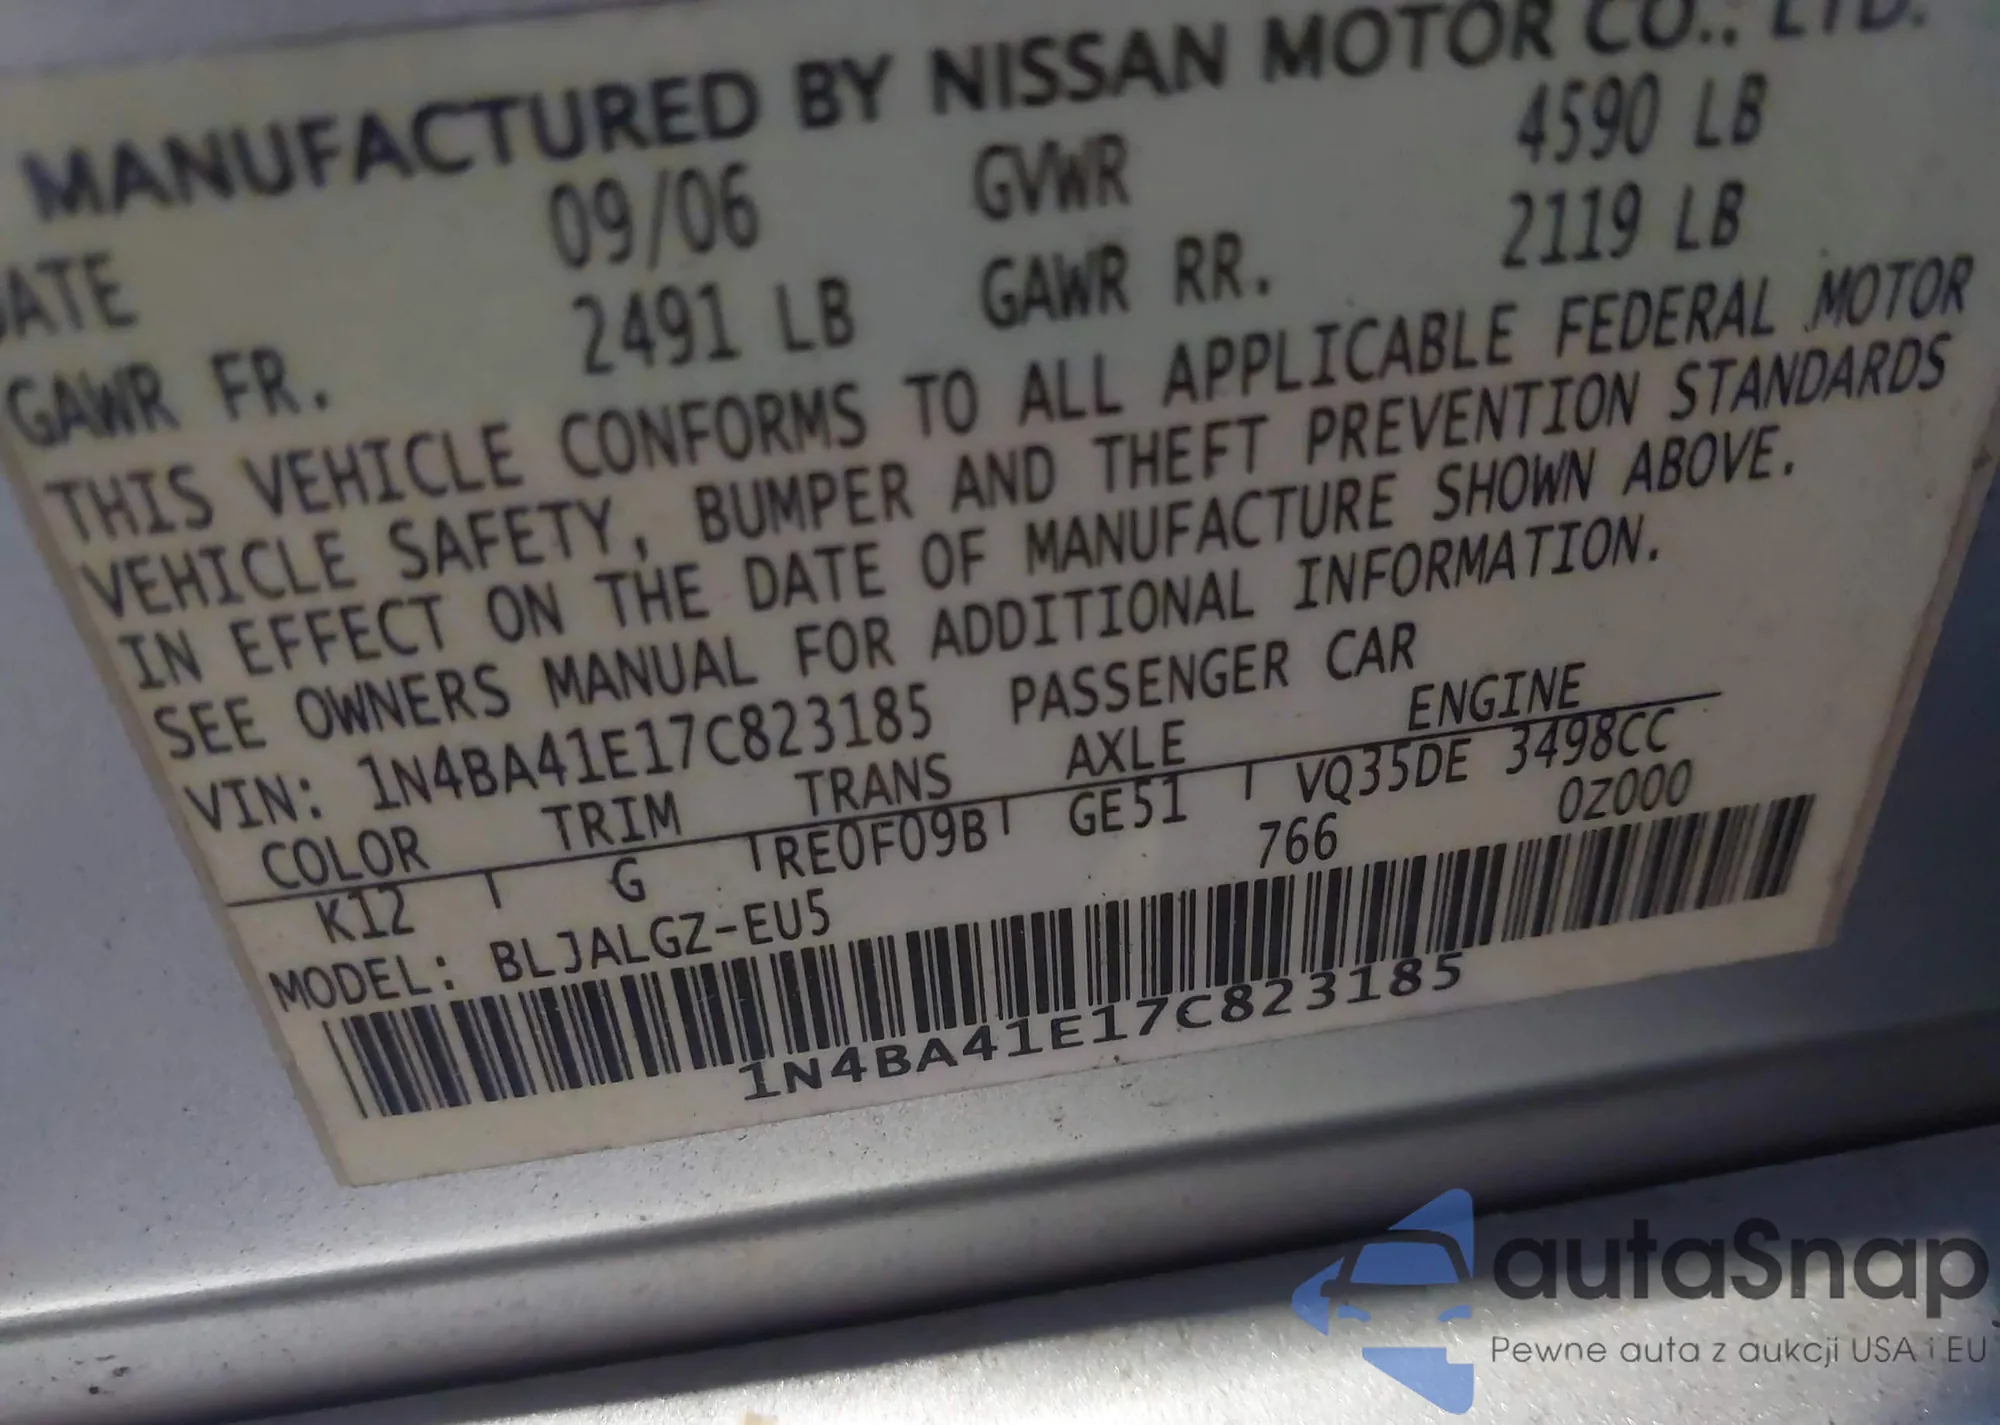 MANUFACTURED BY NISSAN MOTOR CO., LTD.
DATE 09/06 GVWR 4590 LB
GAWR FR. 2491 LB GAWR RR. 2119 LB
THIS VEHICLE CONFORMS TO ALL APPLICABLE FEDERAL MOTOR
VEHICLE SAFETY, BUMPER AND THEFT PREVENTION STANDARDS
IN EFFECT ON THE DATE OF MANUFACTURE SHOWN ABOVE.
SEE OWNERS MANUAL FOR ADDITIONAL INFORMATION.
VIN: 1N4BA41E17C823185 PASSENGER CAR
COLOR TRIM TRANS AXLE ENGINE
K12 G RE0F09B GE51 VQ35DE 3498CC
MODEL: BLJALGZ-EU5 766 0Z000
1N4BA41E17C823185
autaSnap
Pewne auta z aukcji USA i EU